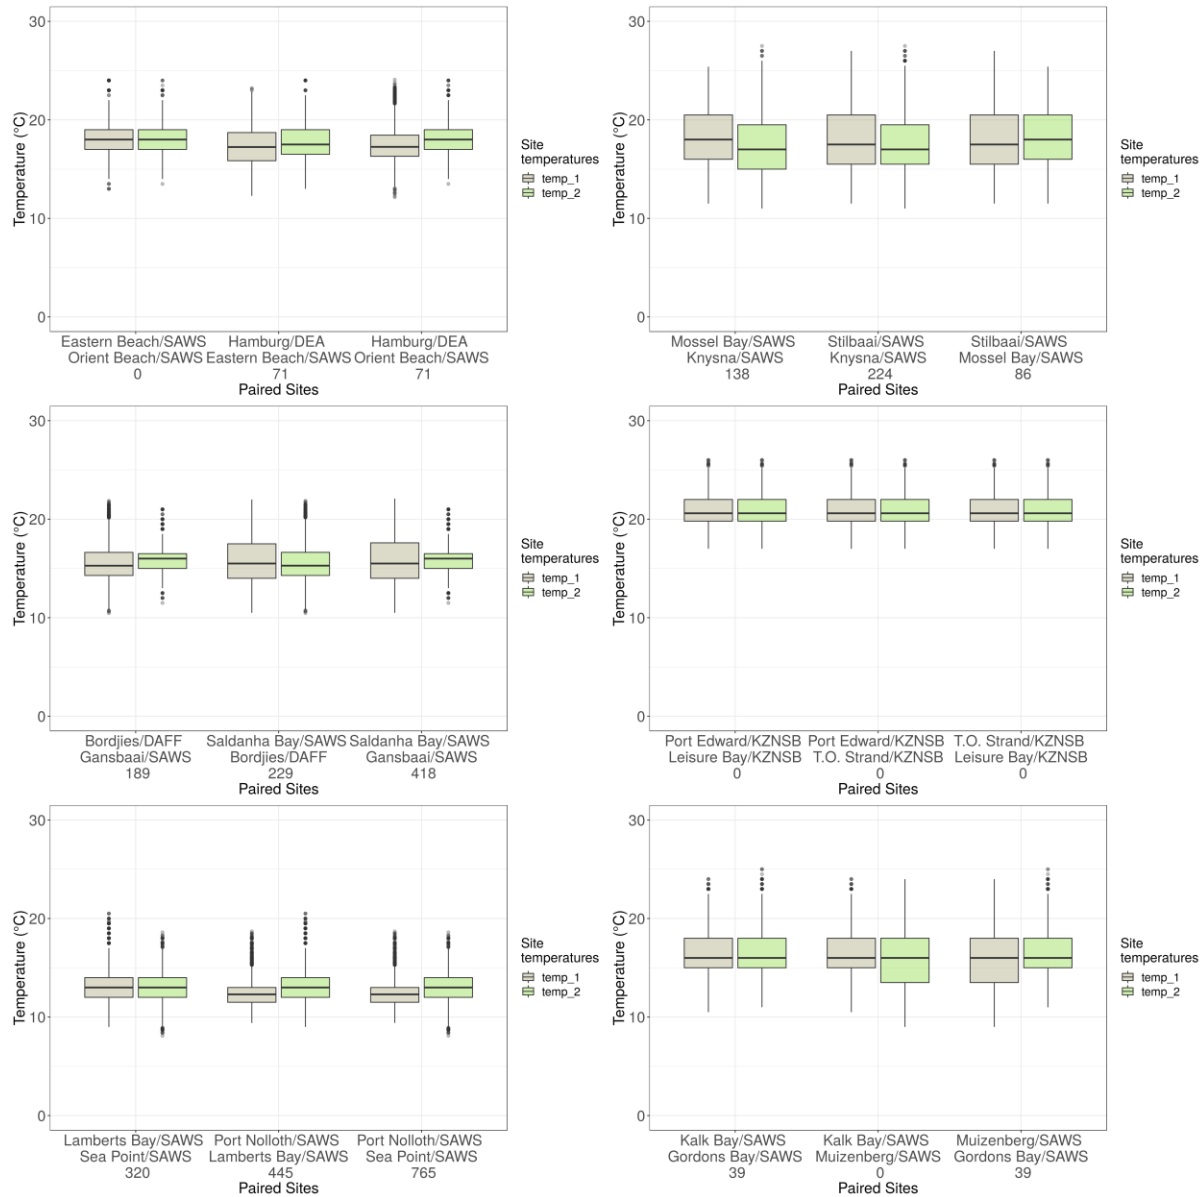 30
20
10
0
Temperature (°C)
Eastern Beach/SAWS
Orient Beach/SAWS
0
Hamburg/DEA
Eastern Beach/SAWS
71
Hamburg/DEA
Orient Beach/SAWS
71
Paired Sites
Site
temperatures
temp_1
temp_2
30
20
10
0
Temperature (°C)
Mossel Bay/SAWS
Knysna/SAWS
138
Stilbaai/SAWS
Knysna/SAWS
224
Stilbaai/SAWS
Mossel Bay/SAWS
86
Paired Sites
Site
temperatures
temp_1
temp_2
30
20
10
0
Temperature (°C)
Bordjies/DAFF
Gansbaai/SAWS
189
Saldanha Bay/SAWS
Bordjies/DAFF
229
Saldanha Bay/SAWS
Gansbaai/SAWS
418
Paired Sites
Site
temperatures
temp_1
temp_2
30
20
10
0
Temperature (°C)
Port Edward/KZNSB
Leisure Bay/KZNSB
0
Port Edward/KZNSB
T.O. Strand/KZNSB
0
T.O. Strand/KZNSB
Leisure Bay/KZNSB
0
Paired Sites
Site
temperatures
temp_1
temp_2
30
20
10
0
Temperature (°C)
Lamberts Bay/SAWS
Sea Point/SAWS
320
Port Nolloth/SAWS
Lamberts Bay/SAWS
445
Port Nolloth/SAWS
Sea Point/SAWS
765
Paired Sites
Site
temperatures
temp_1
temp_2
30
20
10
0
Temperature (°C)
Kalk Bay/SAWS
Gordons Bay/SAWS
39
Kalk Bay/SAWS
Muizenberg/SAWS
0
Muizenberg/SAWS
Gordons Bay/SAWS
39
Paired Sites
Site
temperatures
temp_1
temp_2